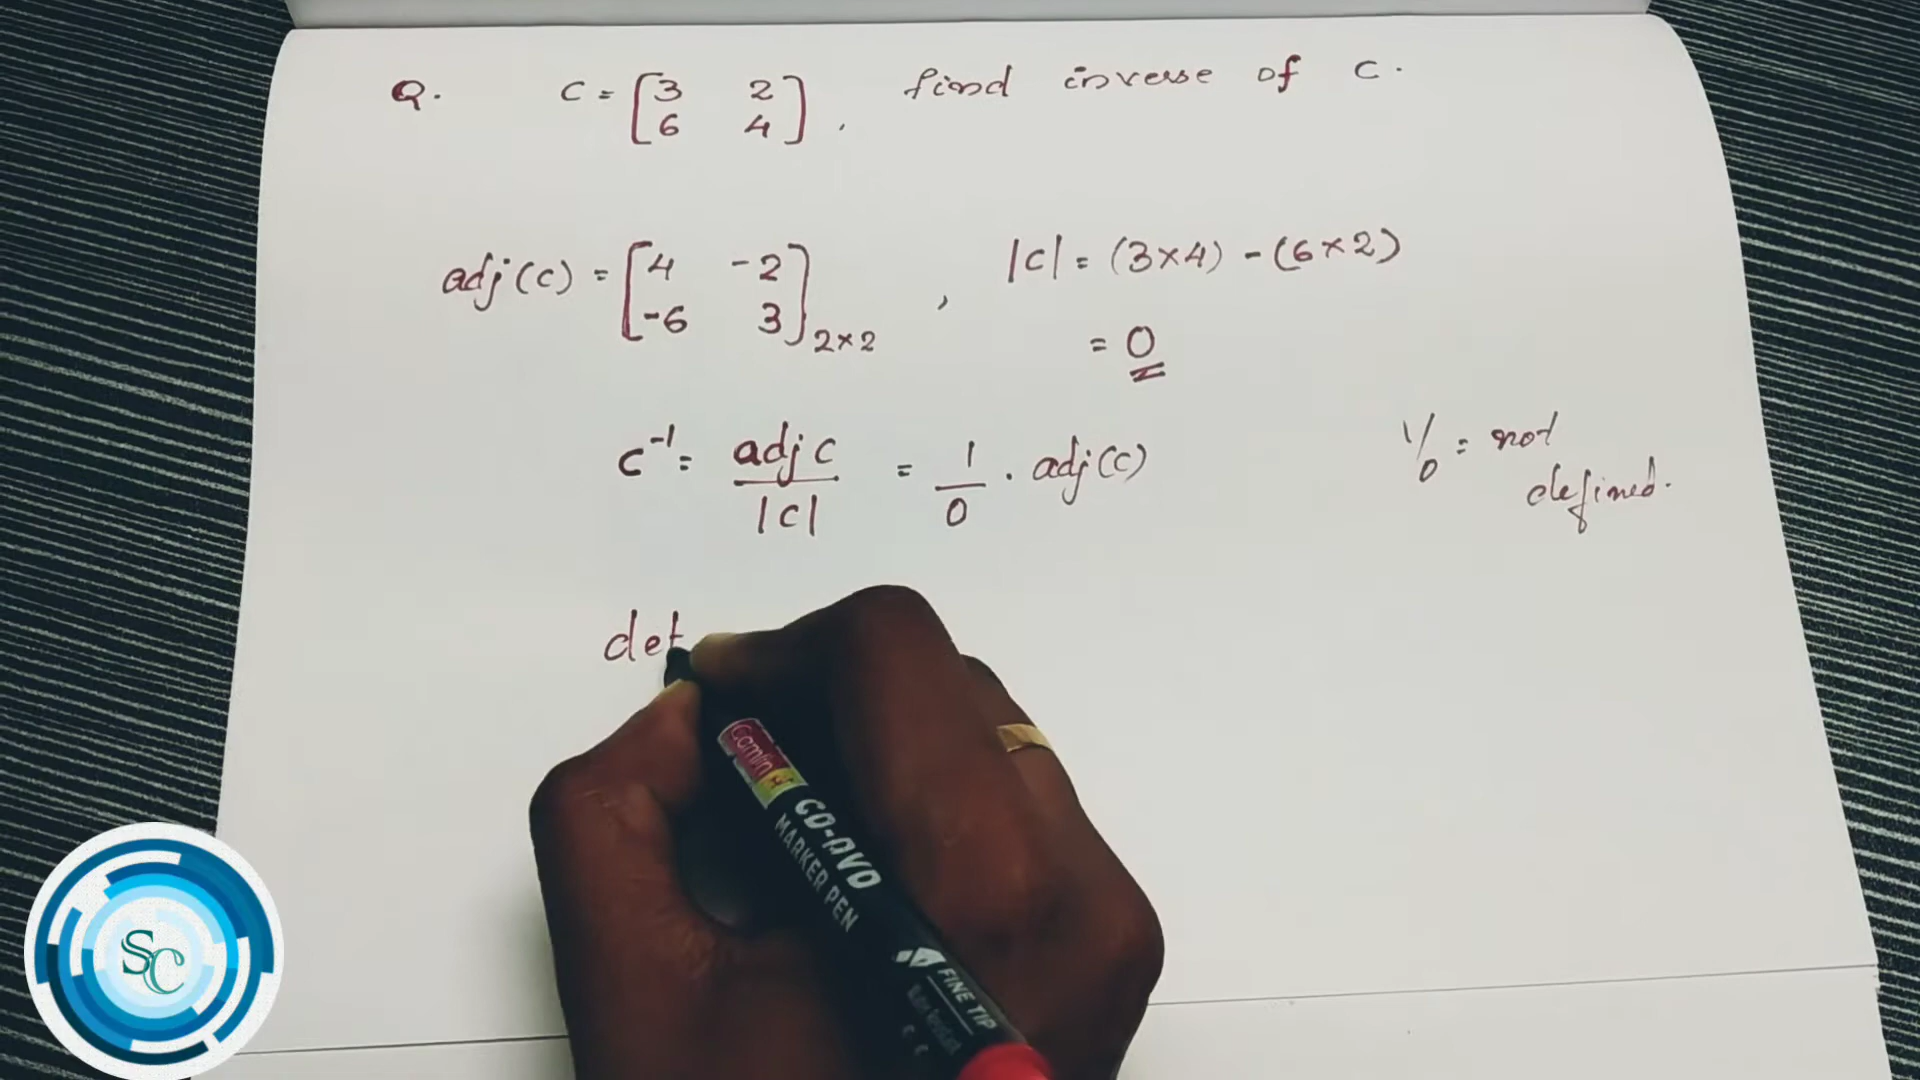 Q. C = [3 2 6 4], find inverse of C.
adj(C) = [4 -2 -6 3]2×2 , |C| = (3×4) - (6×2)
= 0
C⁻¹ = adj C / |C| = 1/0 . adj(C)
1/0 = not defined.
det
Camlin
CO-AVO
MARKER PEN
FINE TIP
SC